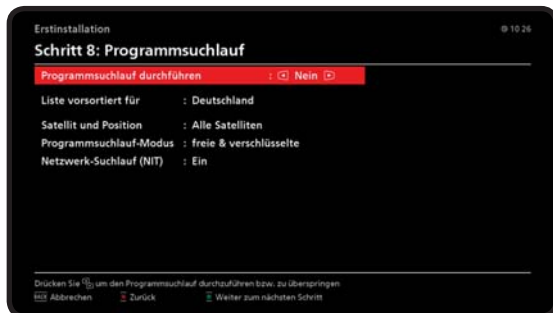 Erstinstallation 10 26
Schritt 8: Programmsuchlauf
Programmsuchlauf durchführen : Nein
Liste vorsortiert für : Deutschland
Satellit und Position : Alle Satelliten
Programmsuchlauf-Modus : freie & verschlüsselte
Netzwerk-Suchlauf (NIT) : Ein
Drücken Sie um den Programmsuchlauf durchzuführen bzw. zu überspringen
BACK Abbrechen Zurück Weiter zum nächsten Schritt